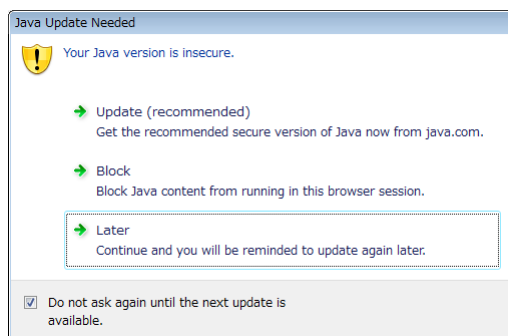 Java Update Needed
Your Java version is insecure.
Update (recommended)
Get the recommended secure version of Java now from java.com.
Block
Block Java content from running in this browser session.
Later
Continue and you will be reminded to update again later.
Do not ask again until the next update is
available.